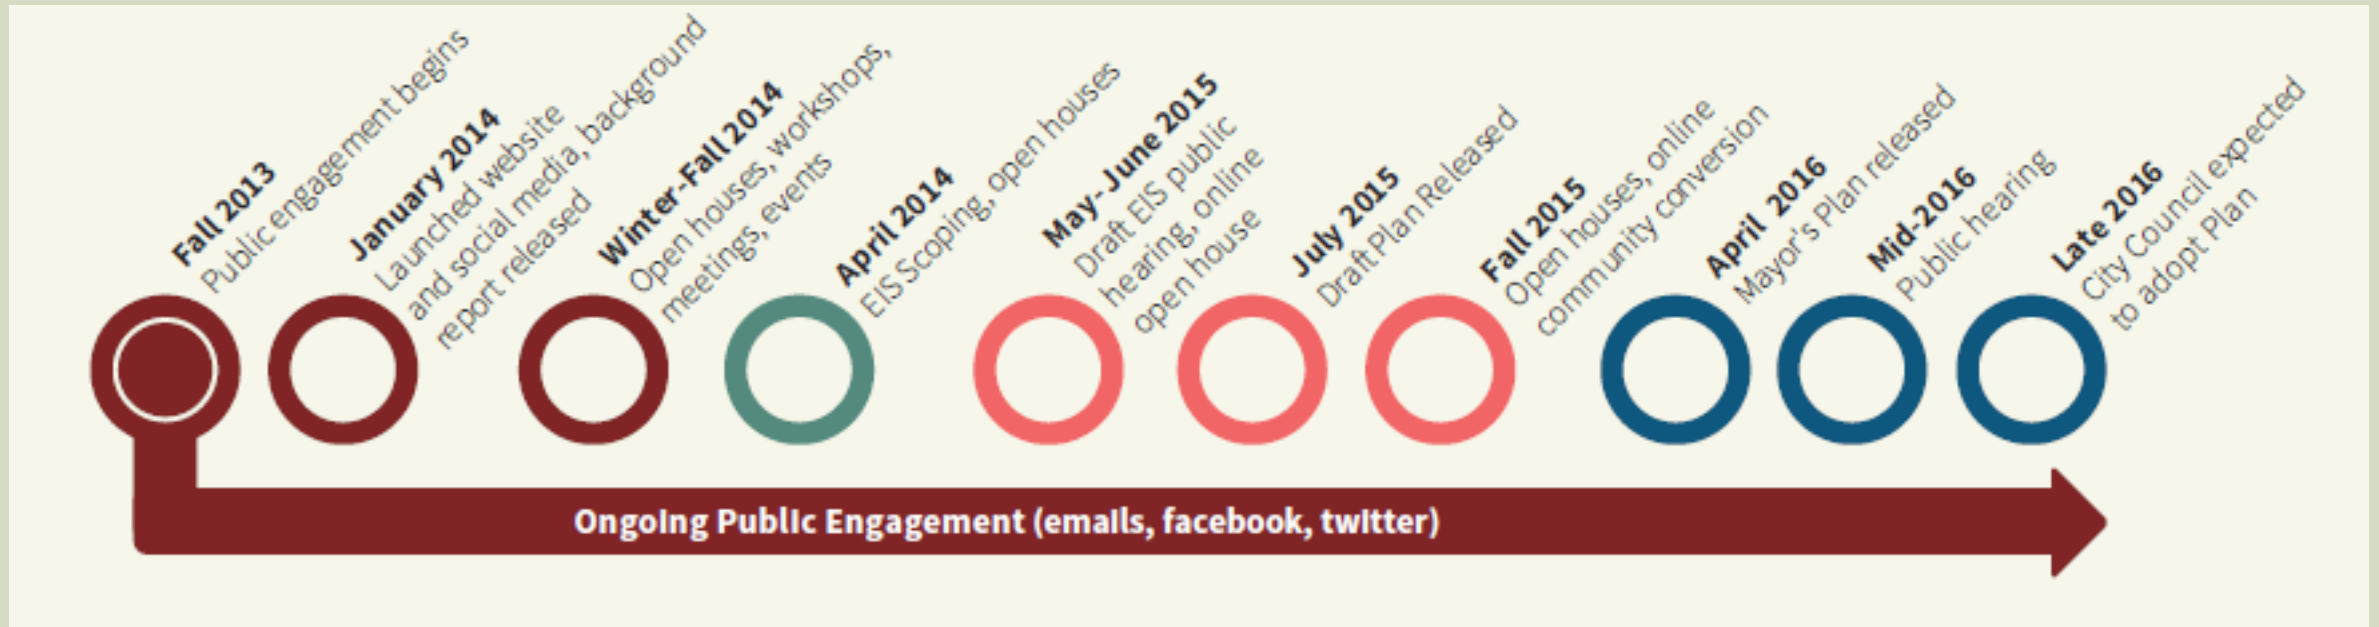 Fall 2013
Public engagement begins
January 2014
Launched website
and social media, background
report released
Winter-Fall 2014
Open houses, workshops,
meetings, events
April 2014
EIS Scoping, open houses
May-June 2015
Draft EIS public
hearing, online
open house
July 2015
Draft Plan Released
Fall 2015
Open houses, online
community conversion
April 2016
Mayor's Plan released
Mid-2016
Public hearing
Late 2016
City Council expected
to adopt Plan
Ongoing Public Engagement (emails, facebook, twitter)